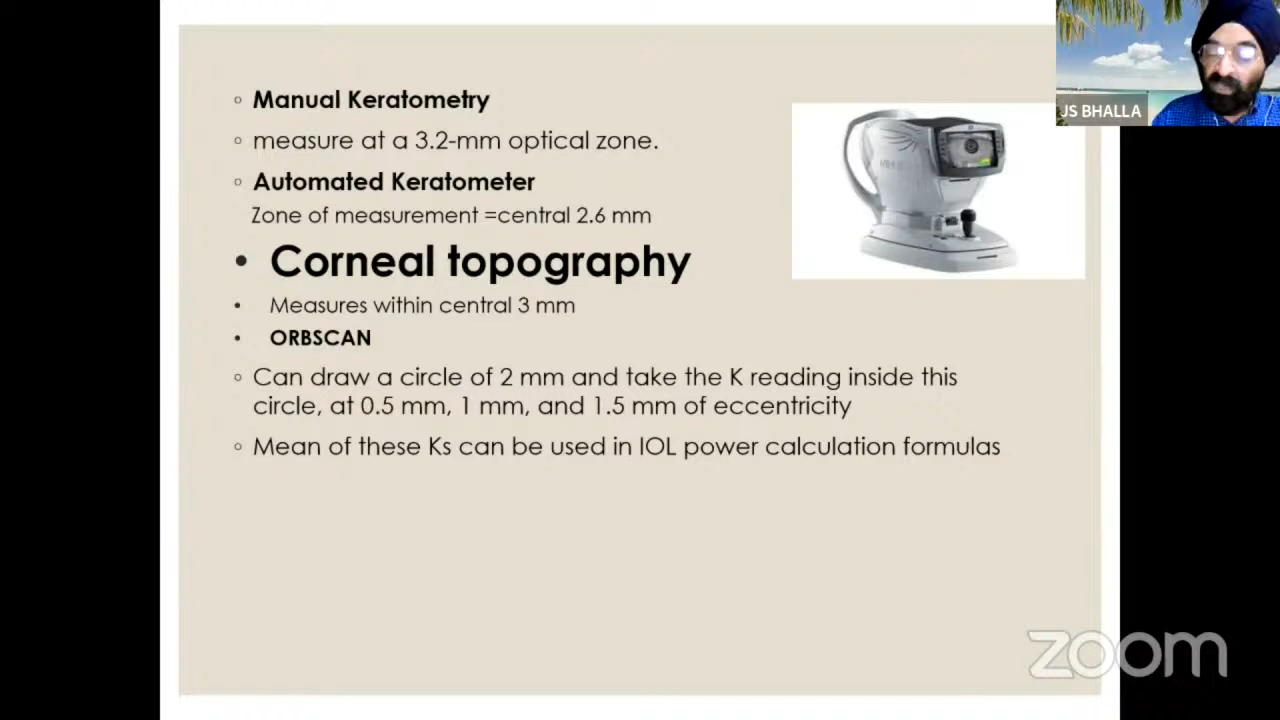 Manual Keratometry
measure at a 3.2-mm optical zone.
Automated Keratometer
Zone of measurement =central 2.6 mm
Corneal topography
Measures within central 3 mm
ORBSCAN
Can draw a circle of 2 mm and take the K reading inside this
circle, at 0.5 mm, 1 mm, and 1.5 mm of eccentricity
Mean of these Ks can be used in IOL power calculation formulas
JS BHALLA
zoom